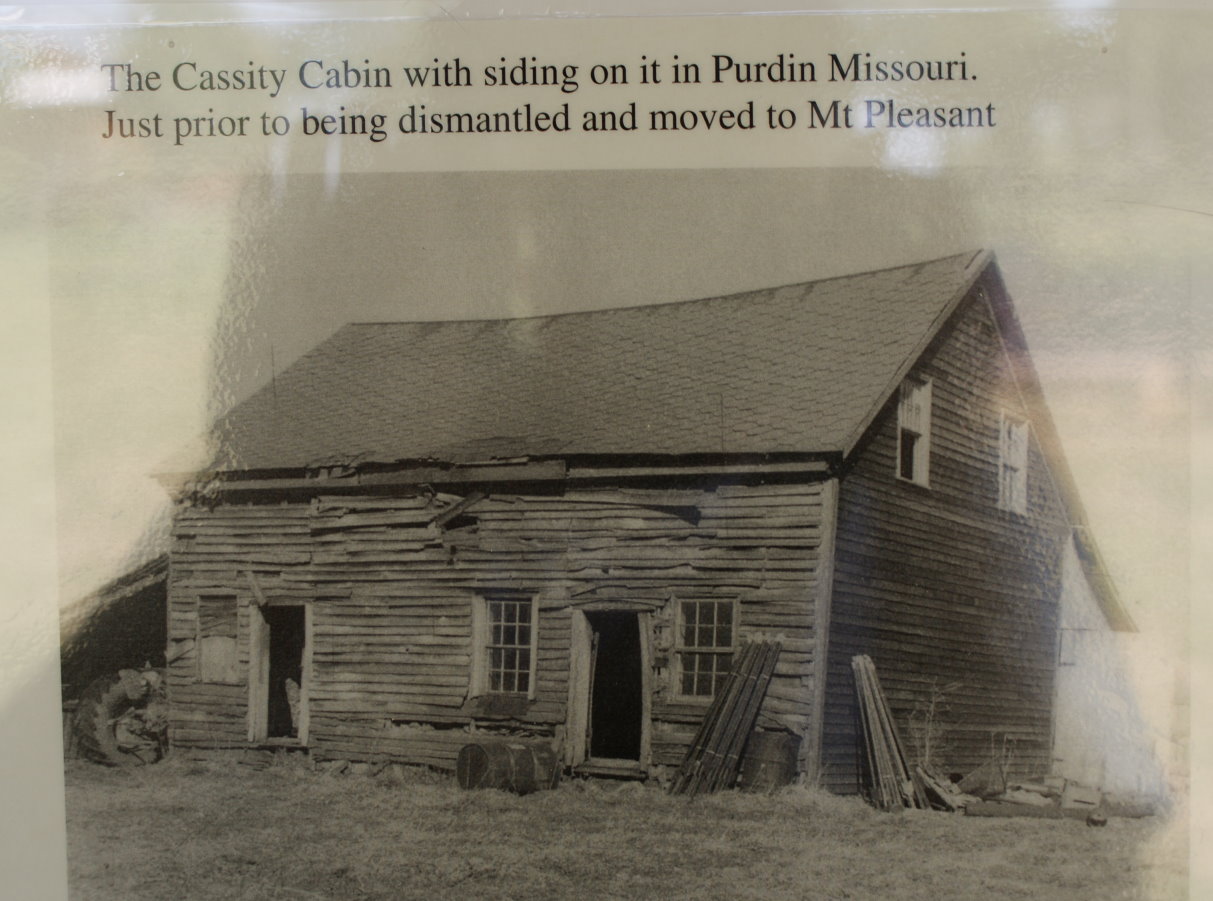 The Cassity Cabin with siding on it in Purdin Missouri.
Just prior to being dismantled and moved to Mt Pleasant